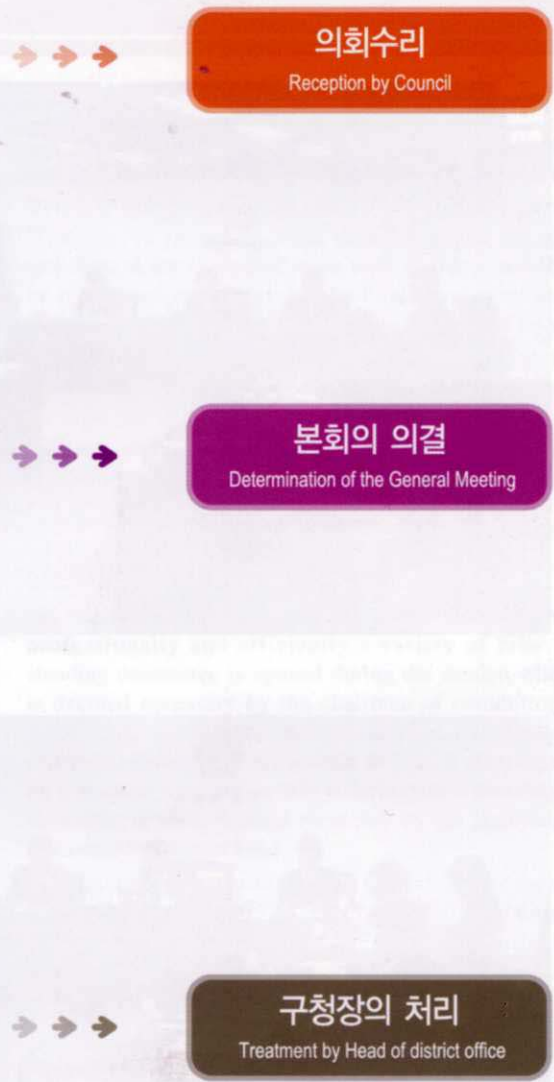 의회수리
Reception by Council
본회의 의결
Determination of the General Meeting
구청장의 처리
Treatment by Head of district office